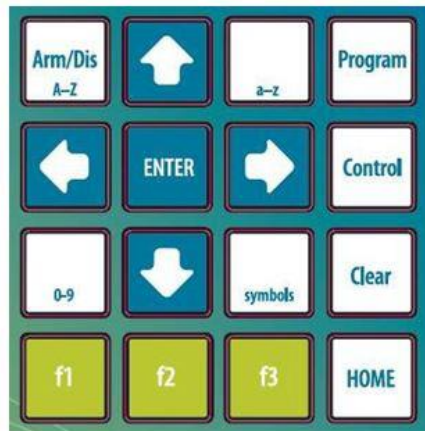 Arm/Dis
A–Z
a–z
Program
ENTER
Control
0-9
symbols
Clear
f1
f2
f3
HOME